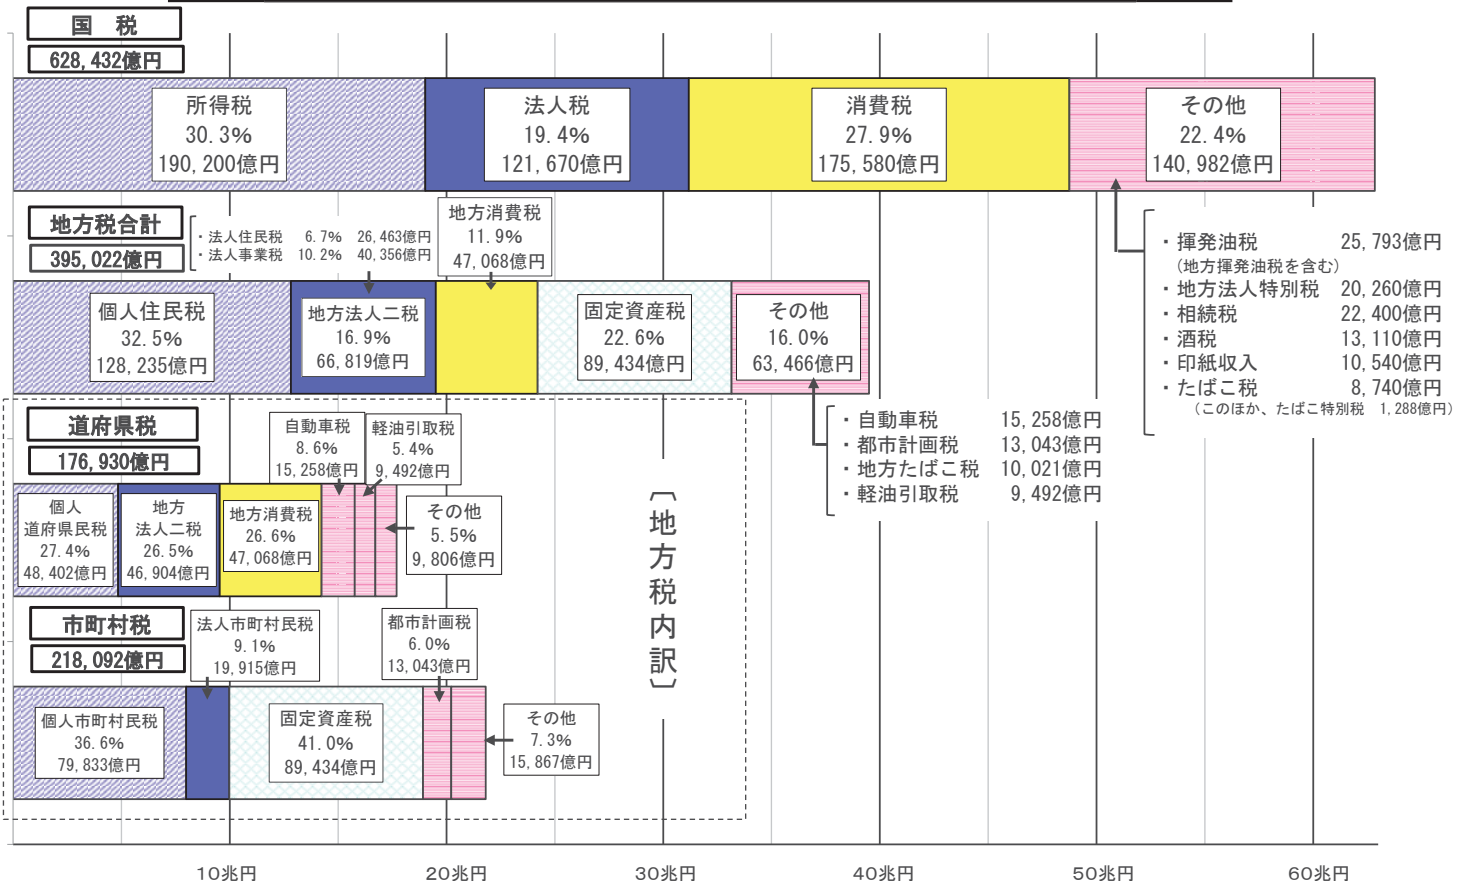 国 税
628,432億円
所得税
30.3%
190,200億円
法人税
19.4%
121,670億円
消費税
27.9%
175,580億円
その他
22.4%
140,982億円
・揮発油税 25,793億円
(地方揮発油税を含む)
・地方法人特別税 20,260億円
・相続税 22,400億円
・酒税 13,110億円
・印紙収入 10,540億円
・たばこ税 8,740億円
(このほか、たばこ特別税 1,288億円)
地方税合計
395,022億円
・法人住民税 6.7% 26,463億円
・法人事業税 10.2% 40,356億円
地方消費税
11.9%
47,068億円
個人住民税
32.5%
128,235億円
地方法人二税
16.9%
66,819億円
固定資産税
22.6%
89,434億円
その他
16.0%
63,466億円
・自動車税 15,258億円
・都市計画税 13,043億円
・地方たばこ税 10,021億円
・軽油引取税 9,492億円
道府県税
176,930億円
自動車税
8.6%
15,258億円
軽油引取税
5.4%
9,492億円
個人
道府県民税
27.4%
48,402億円
地方
法人二税
26.5%
46,904億円
地方消費税
26.6%
47,068億円
その他
5.5%
9,806億円
〔地方税内訳〕
市町村税
218,092億円
法人市町村民税
9.1%
19,915億円
都市計画税
6.0%
13,043億円
個人市町村民税
36.6%
79,833億円
固定資産税
41.0%
89,434億円
その他
7.3%
15,867億円
10兆円 20兆円 30兆円 40兆円 50兆円 60兆円